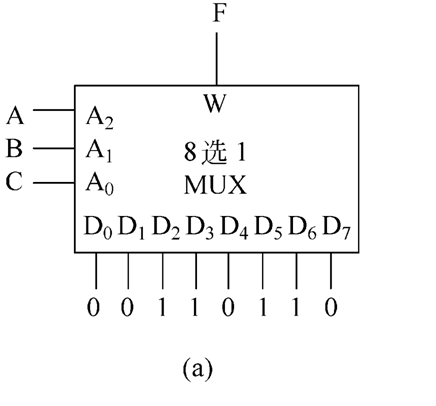 F
W
A A₂
B A₁ 8选1
C A₀ MUX
D₀ D₁ D₂ D₃ D₄ D₅ D₆ D₇
0 0 1 1 0 1 1 0
(a)